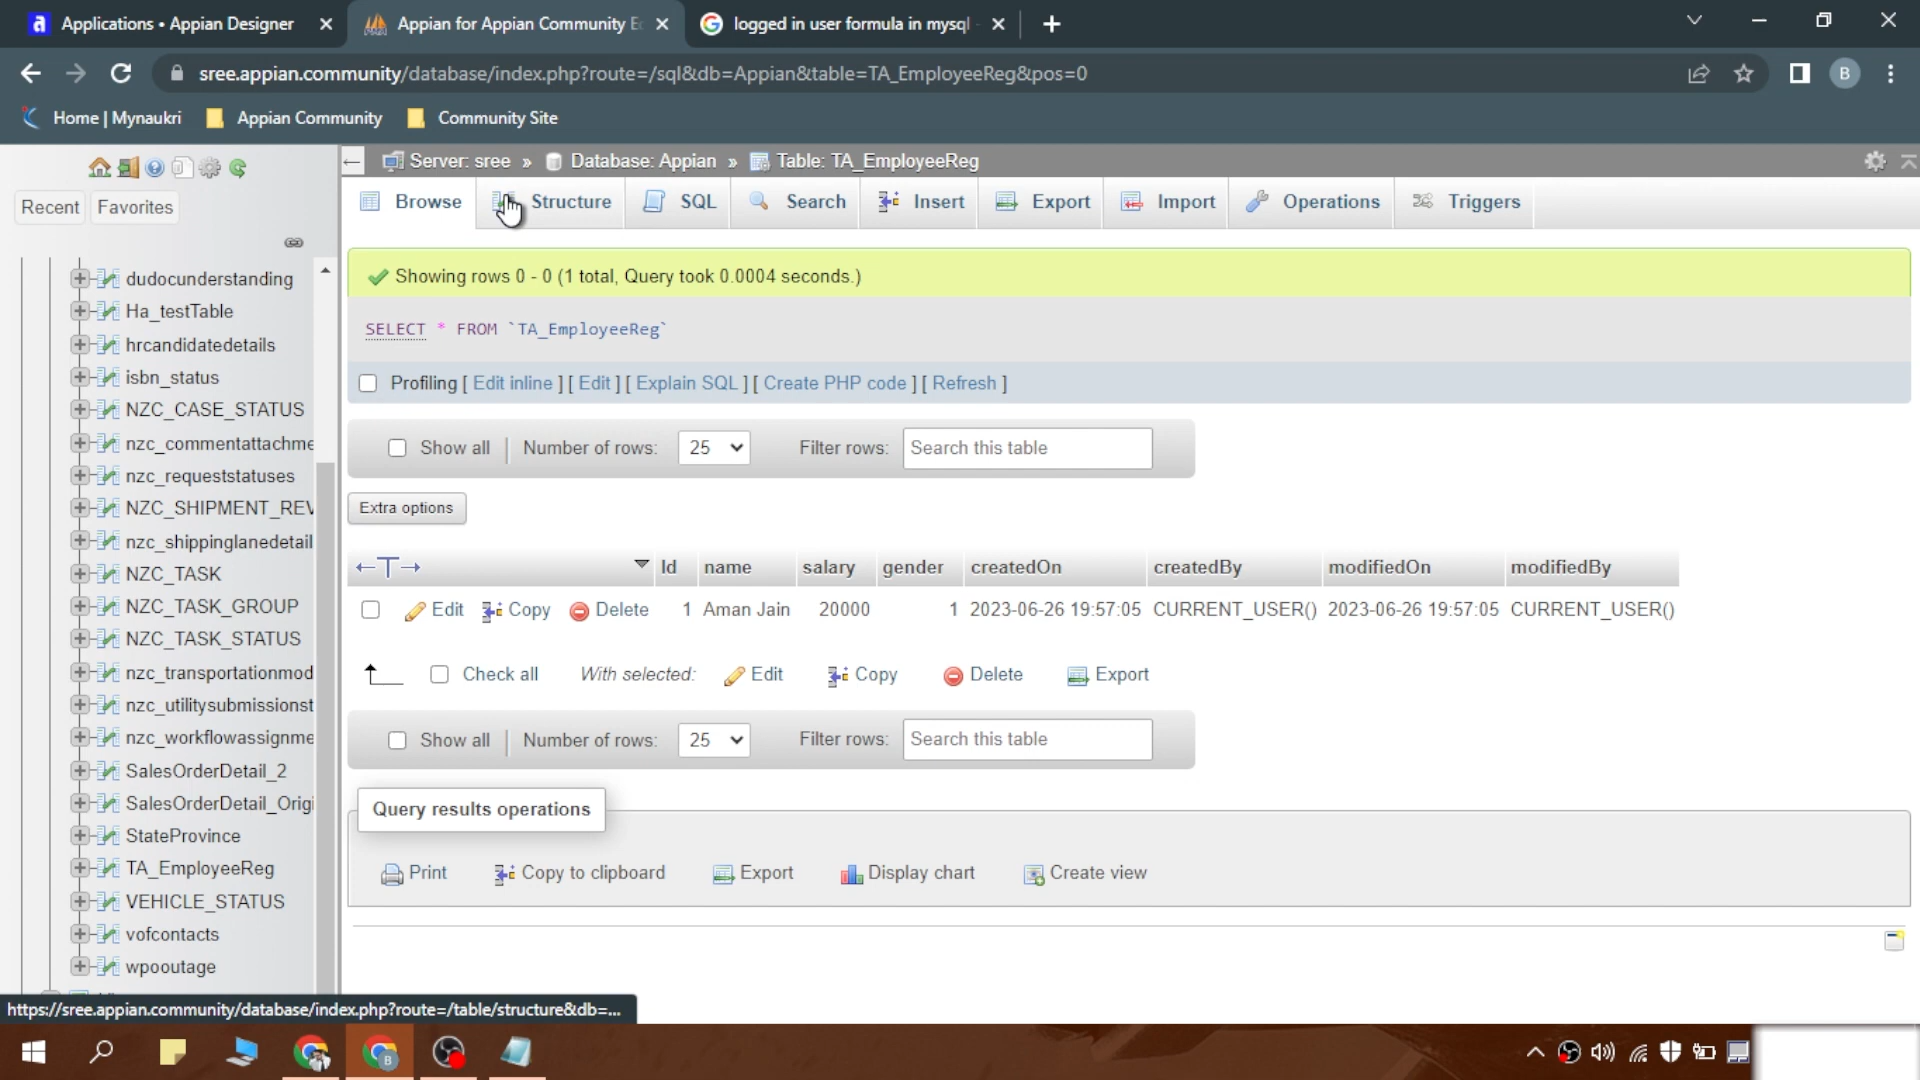 Applications • Appian Designer
Appian for Appian Community E
logged in user formula in mysql
sree.appian.community/database/index.php?route=/sql&db=Appian&table=TA_EmployeeReg&pos=0
B
Home | Mynaukri
Appian Community
Community Site
Recent
Favorites
Server: sree » Database: Appian » Table: TA_EmployeeReg
Browse
Structure
SQL
Search
Insert
Export
Import
Operations
Triggers
dudocunderstanding
Ha_testTable
hrcandidatedetails
isbn_status
NZC_CASE_STATUS
nzc_commentattachme
nzc_requeststatuses
NZC_SHIPMENT_REV
nzc_shippinglanedetail
NZC_TASK
NZC_TASK_GROUP
NZC_TASK_STATUS
nzc_transportationmod
nzc_utilitysubmissionst
nzc_workflowassignme
SalesOrderDetail_2
SalesOrderDetail_Origi
StateProvince
TA_EmployeeReg
VEHICLE_STATUS
vofcontacts
wpooutage
Showing rows 0 - 0 (1 total, Query took 0.0004 seconds.)
SELECT * FROM `TA_EmployeeReg`
Profiling [ Edit inline ] [ Edit ] [ Explain SQL ] [ Create PHP code ] [ Refresh ]
Show all | Number of rows: 25 Filter rows: Search this table
Extra options
Id name salary gender createdOn createdBy modifiedOn modifiedBy
Edit Copy Delete 1 Aman Jain 20000 1 2023-06-26 19:57:05 CURRENT_USER() 2023-06-26 19:57:05 CURRENT_USER()
Check all With selected: Edit Copy Delete Export
Show all | Number of rows: 25 Filter rows: Search this table
Query results operations
Print Copy to clipboard Export Display chart Create view
https://sree.appian.community/database/index.php?route=/table/structure&db=...